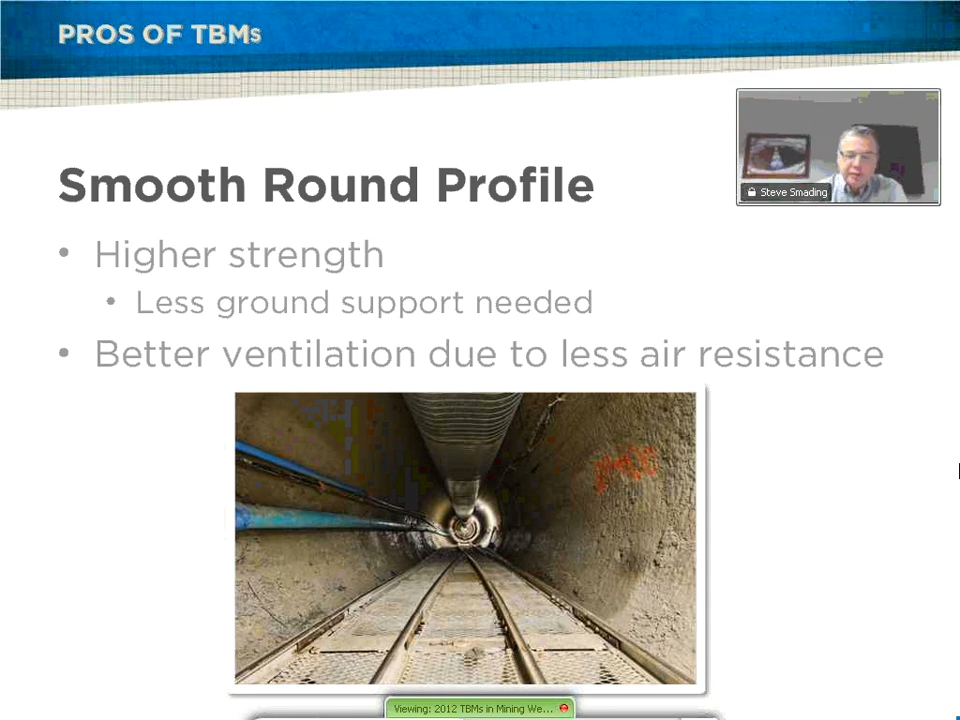 PROS OF TBMs
Steve Smading
Smooth Round Profile
• Higher strength
• Less ground support needed
• Better ventilation due to less air resistance
Viewing: 2012 TBMs in Mining We...